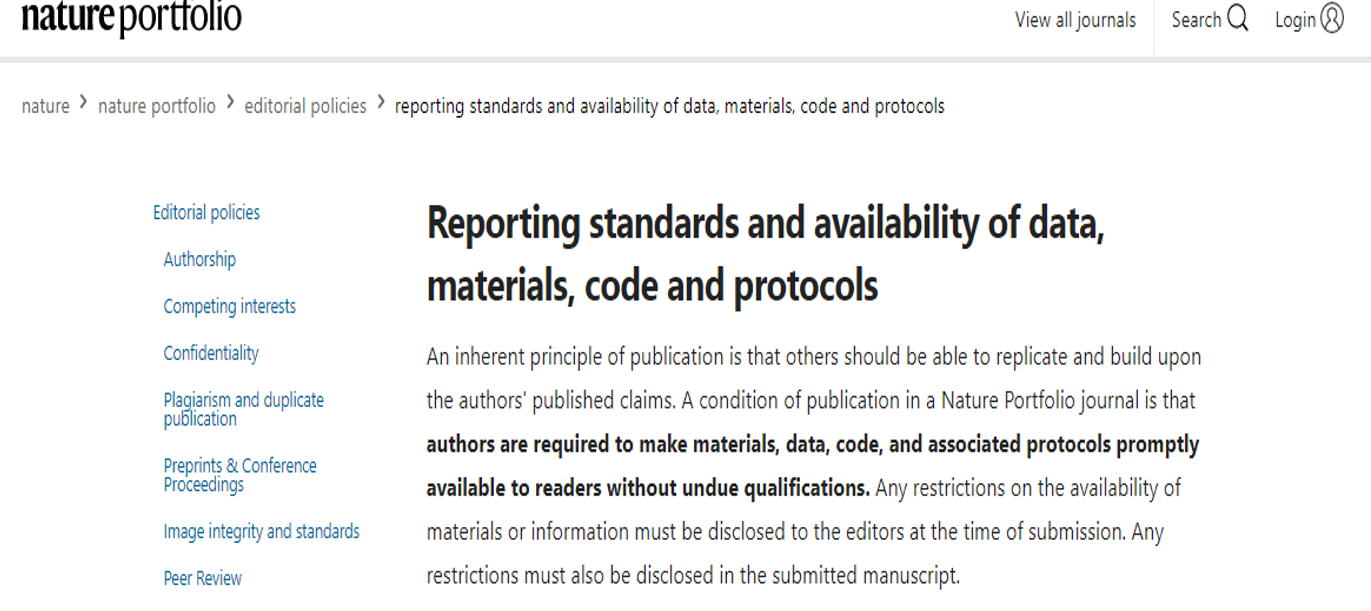 nature portfolio
View all journals
Search
Login
nature › nature portfolio › editorial policies › reporting standards and availability of data, materials, code and protocols
Editorial policies
Authorship
Competing interests
Confidentiality
Plagiarism and duplicate
publication
Preprints & Conference
Proceedings
Image integrity and standards
Peer Review
Reporting standards and availability of data,
materials, code and protocols
An inherent principle of publication is that others should be able to replicate and build upon
the authors' published claims. A condition of publication in a Nature Portfolio journal is that
authors are required to make materials, data, code, and associated protocols promptly
available to readers without undue qualifications. Any restrictions on the availability of
materials or information must be disclosed to the editors at the time of submission. Any
restrictions must also be disclosed in the submitted manuscript.